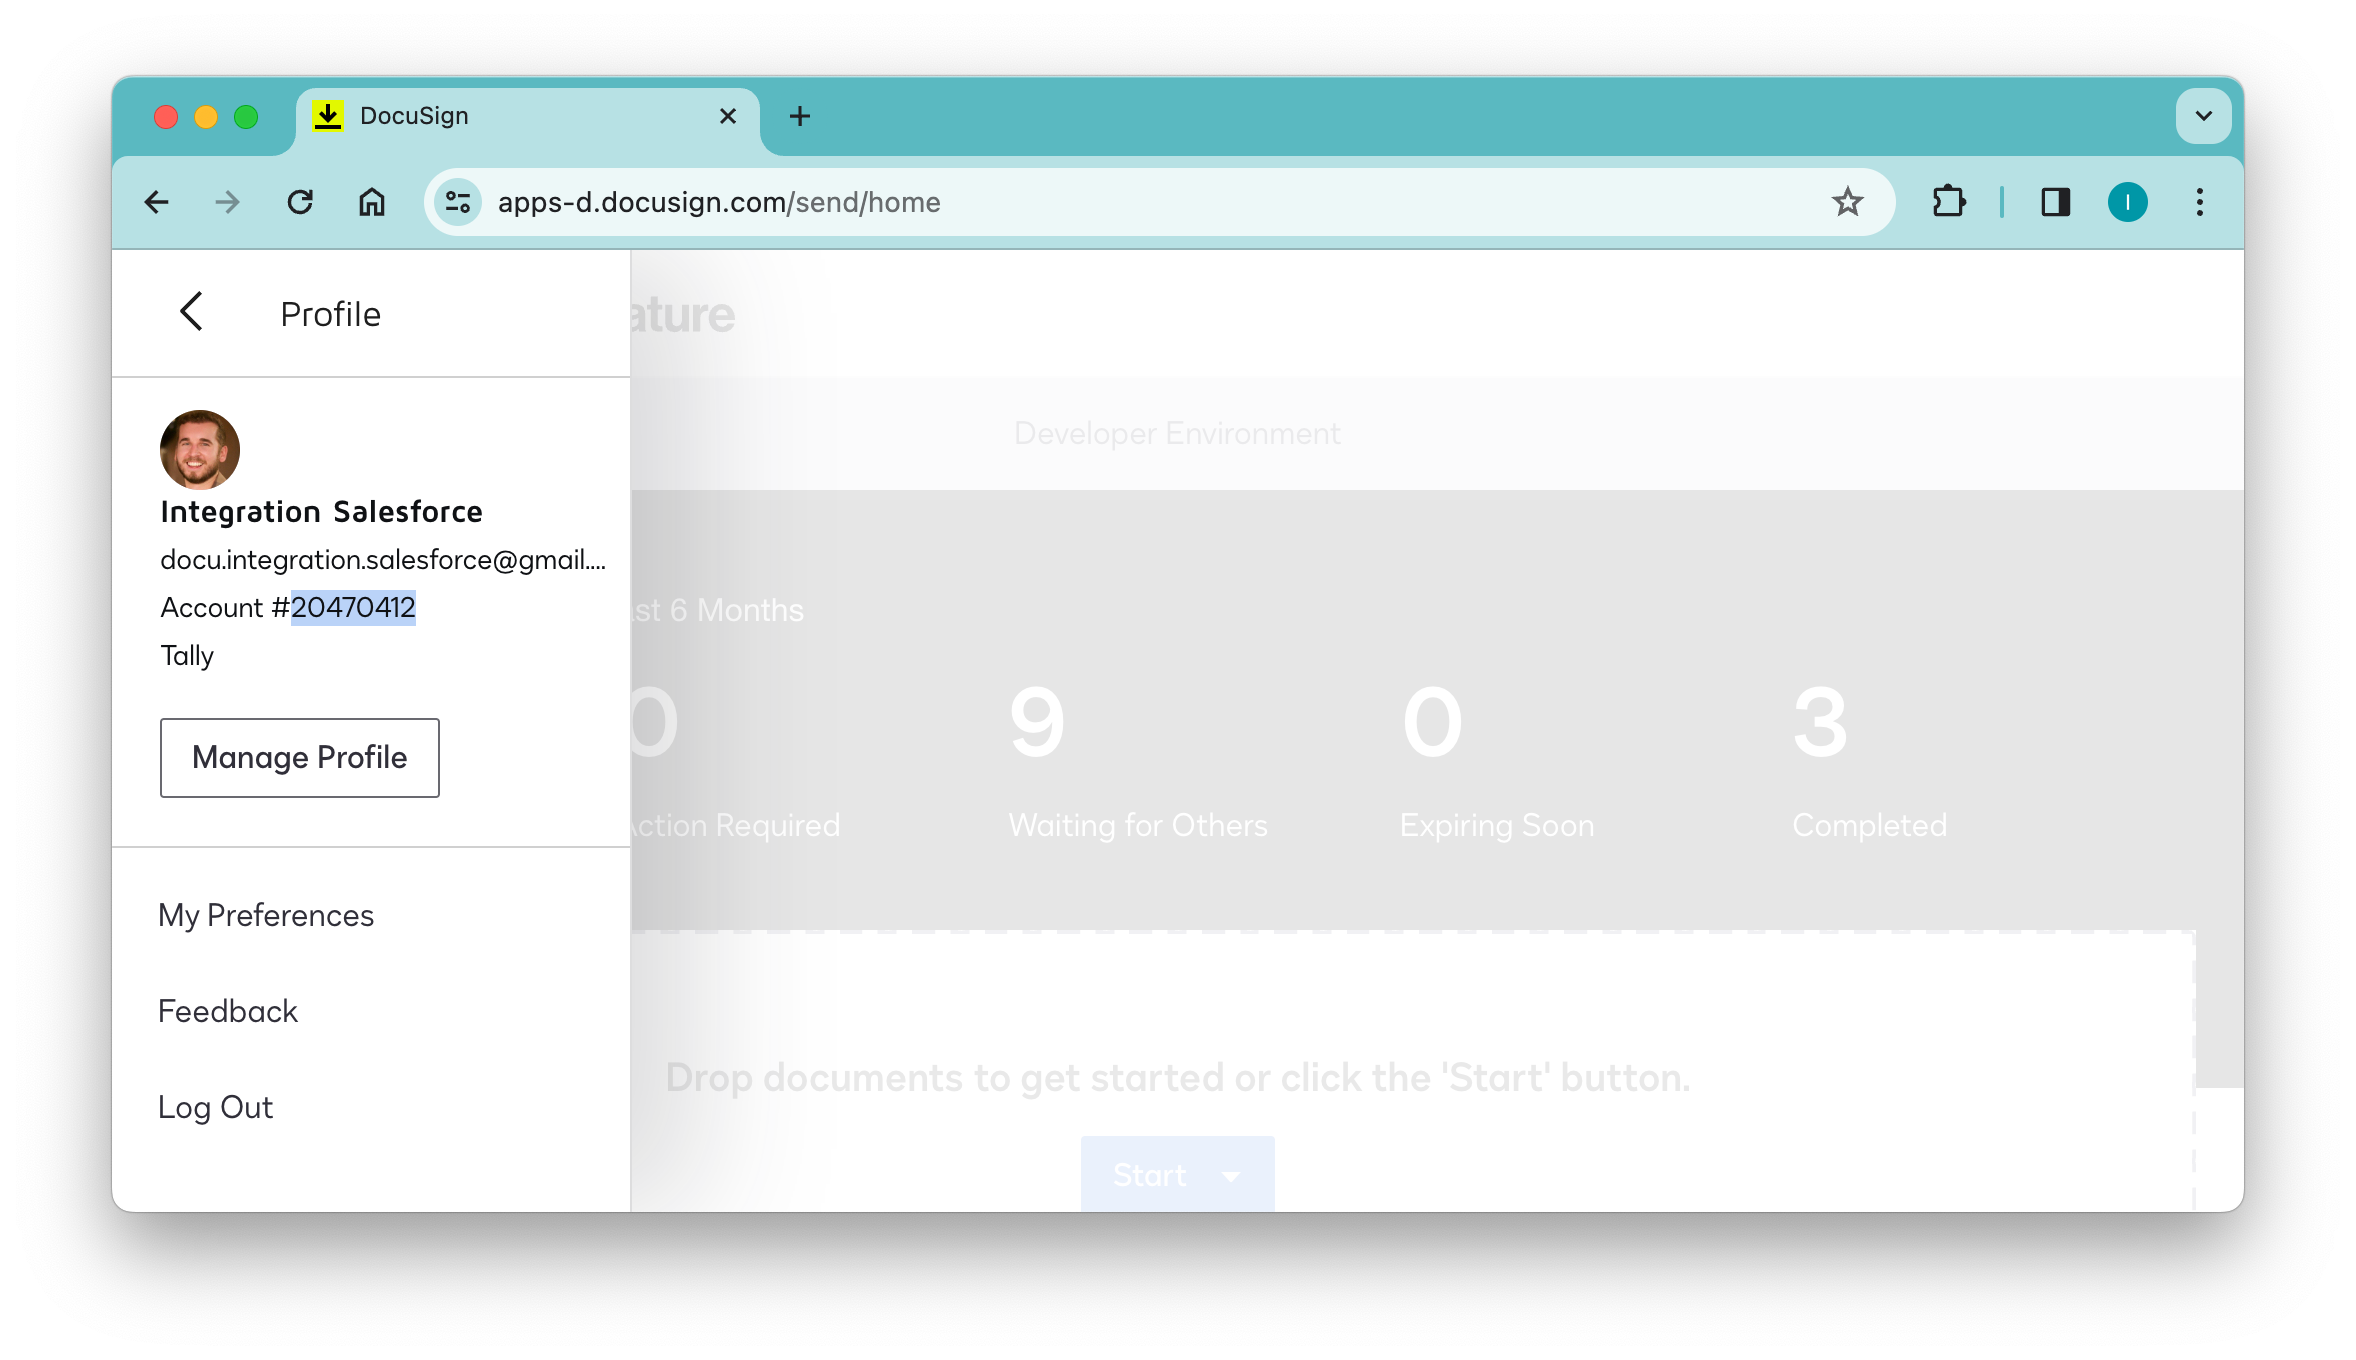 DocuSign
apps-d.docusign.com/send/home
I
Profile
Integration Salesforce
docu.integration.salesforce@gmail....
Account #20470412
Tally
Manage Profile
My Preferences
Feedback
Log Out
ature
Developer Environment
ast 6 Months
0
Action Required
9
Waiting for Others
0
Expiring Soon
3
Completed
Drop documents to get started or click the 'Start' button.
Start